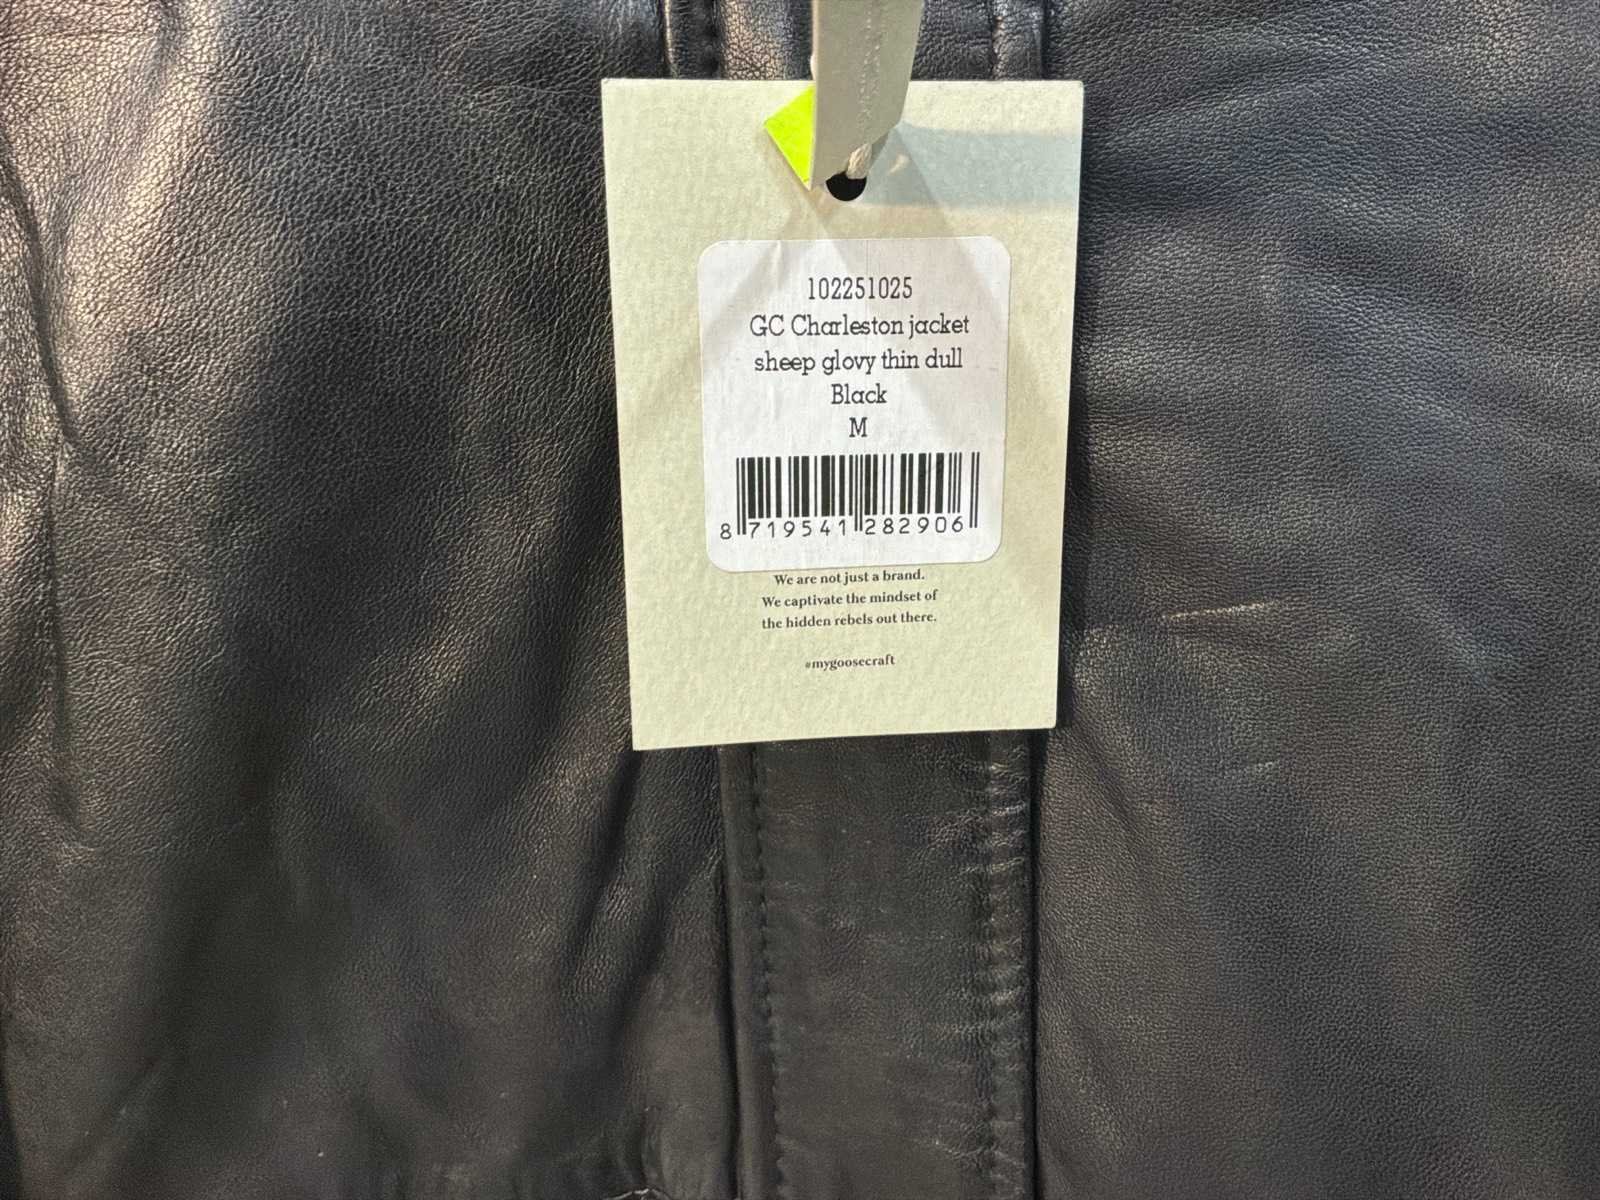 102251025
GC Charleston jacket
sheep glovy thin dull
Black
M
8 719541 282906
We are not just a brand.
We captivate the mindset of
the hidden rebels out there.
#mygoosecraft